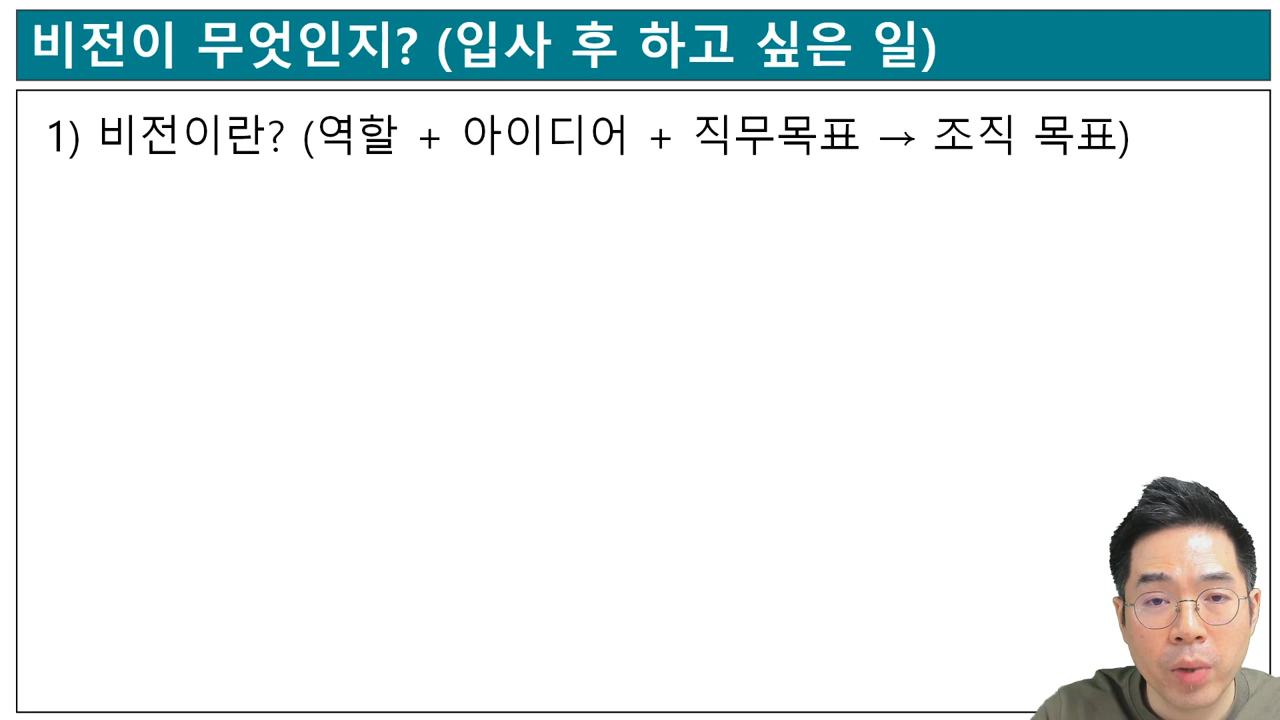 비전이 무엇인지? (입사 후 하고 싶은 일)
1) 비전이란? (역할 + 아이디어 + 직무목표 → 조직 목표)